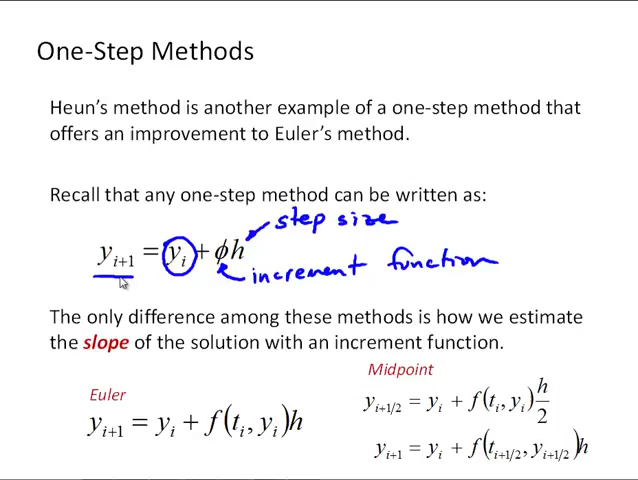 One-Step Methods
Heun's method is another example of a one-step method that
offers an improvement to Euler's method.
Recall that any one-step method can be written as:
step size
y_{i+1} = y_i + ϕh
increment function
The only difference among these methods is how we estimate
the slope of the solution with an increment function.
Euler
y_{i+1} = y_i + f(t_i, y_i)h
Midpoint
y_{i+1/2} = y_i + f(t_i, y_i) h/2
y_{i+1} = y_i + f(t_{i+1/2}, y_{i+1/2})h